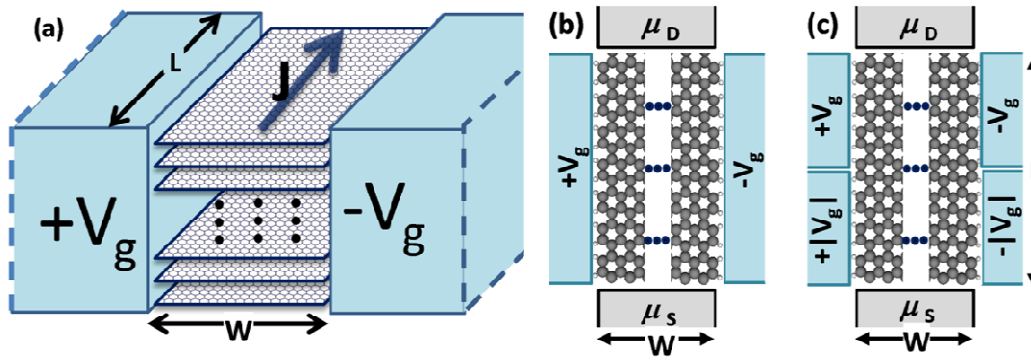 (a)
L
J
+Vg
-Vg
W
(b)
μD
+Vg
-Vg
μS
W
(c)
μD
+Vg
-Vg
+|Vg|
-|Vg|
μS
W